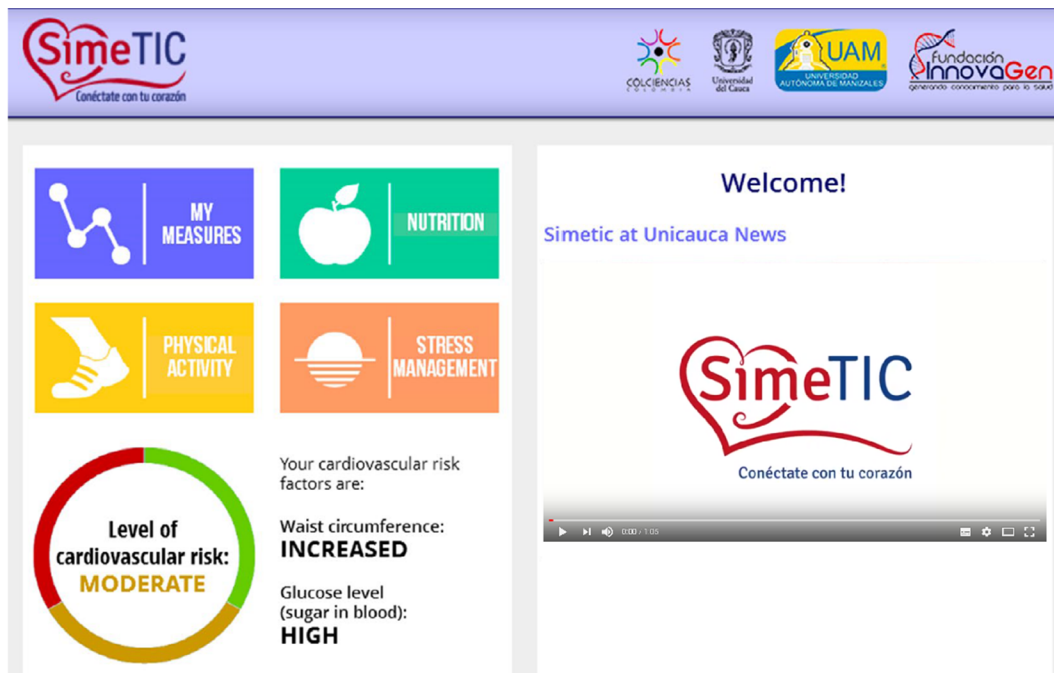 SimeTIC
Conéctate con tu corazón
COLCIENCIAS
COLOMBIA
Universidad
del Cauca
UAM
UNIVERSIDAD
AUTÓNOMA DE MANIZALES
Fundación
InnovaGen
generando conocimiento para la salud
MY
MEASURES
NUTRITION
PHYSICAL
ACTIVITY
STRESS
MANAGEMENT
Level of
cardiovascular risk:
MODERATE
Your cardiovascular risk
factors are:
Waist circumference:
INCREASED
Glucose level
(sugar in blood):
HIGH
Welcome!
Simetic at Unicauca News
SimeTIC
Conéctate con tu corazón
0:00 / 1:05